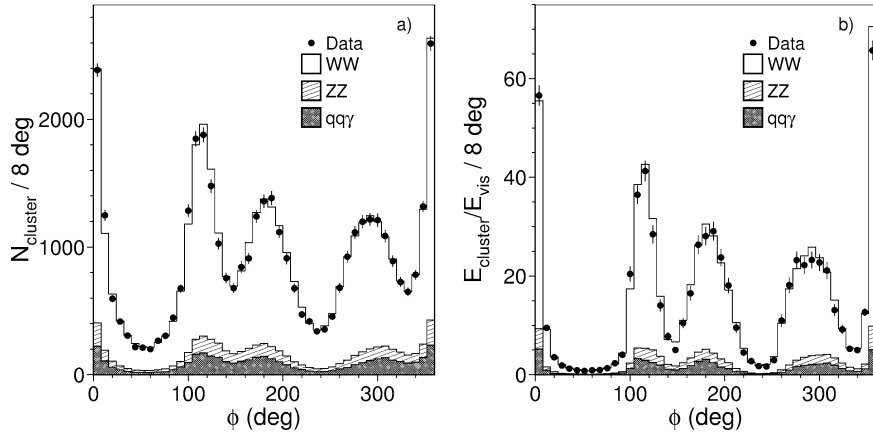 a)
Data
WW
ZZ
qqγ
2000
1000
0
N_cluster / 8 deg
0 100 200 300
ϕ (deg)
b)
Data
WW
ZZ
qqγ
60
40
20
0
E_cluster/E_vis / 8 deg
0 100 200 300
ϕ (deg)